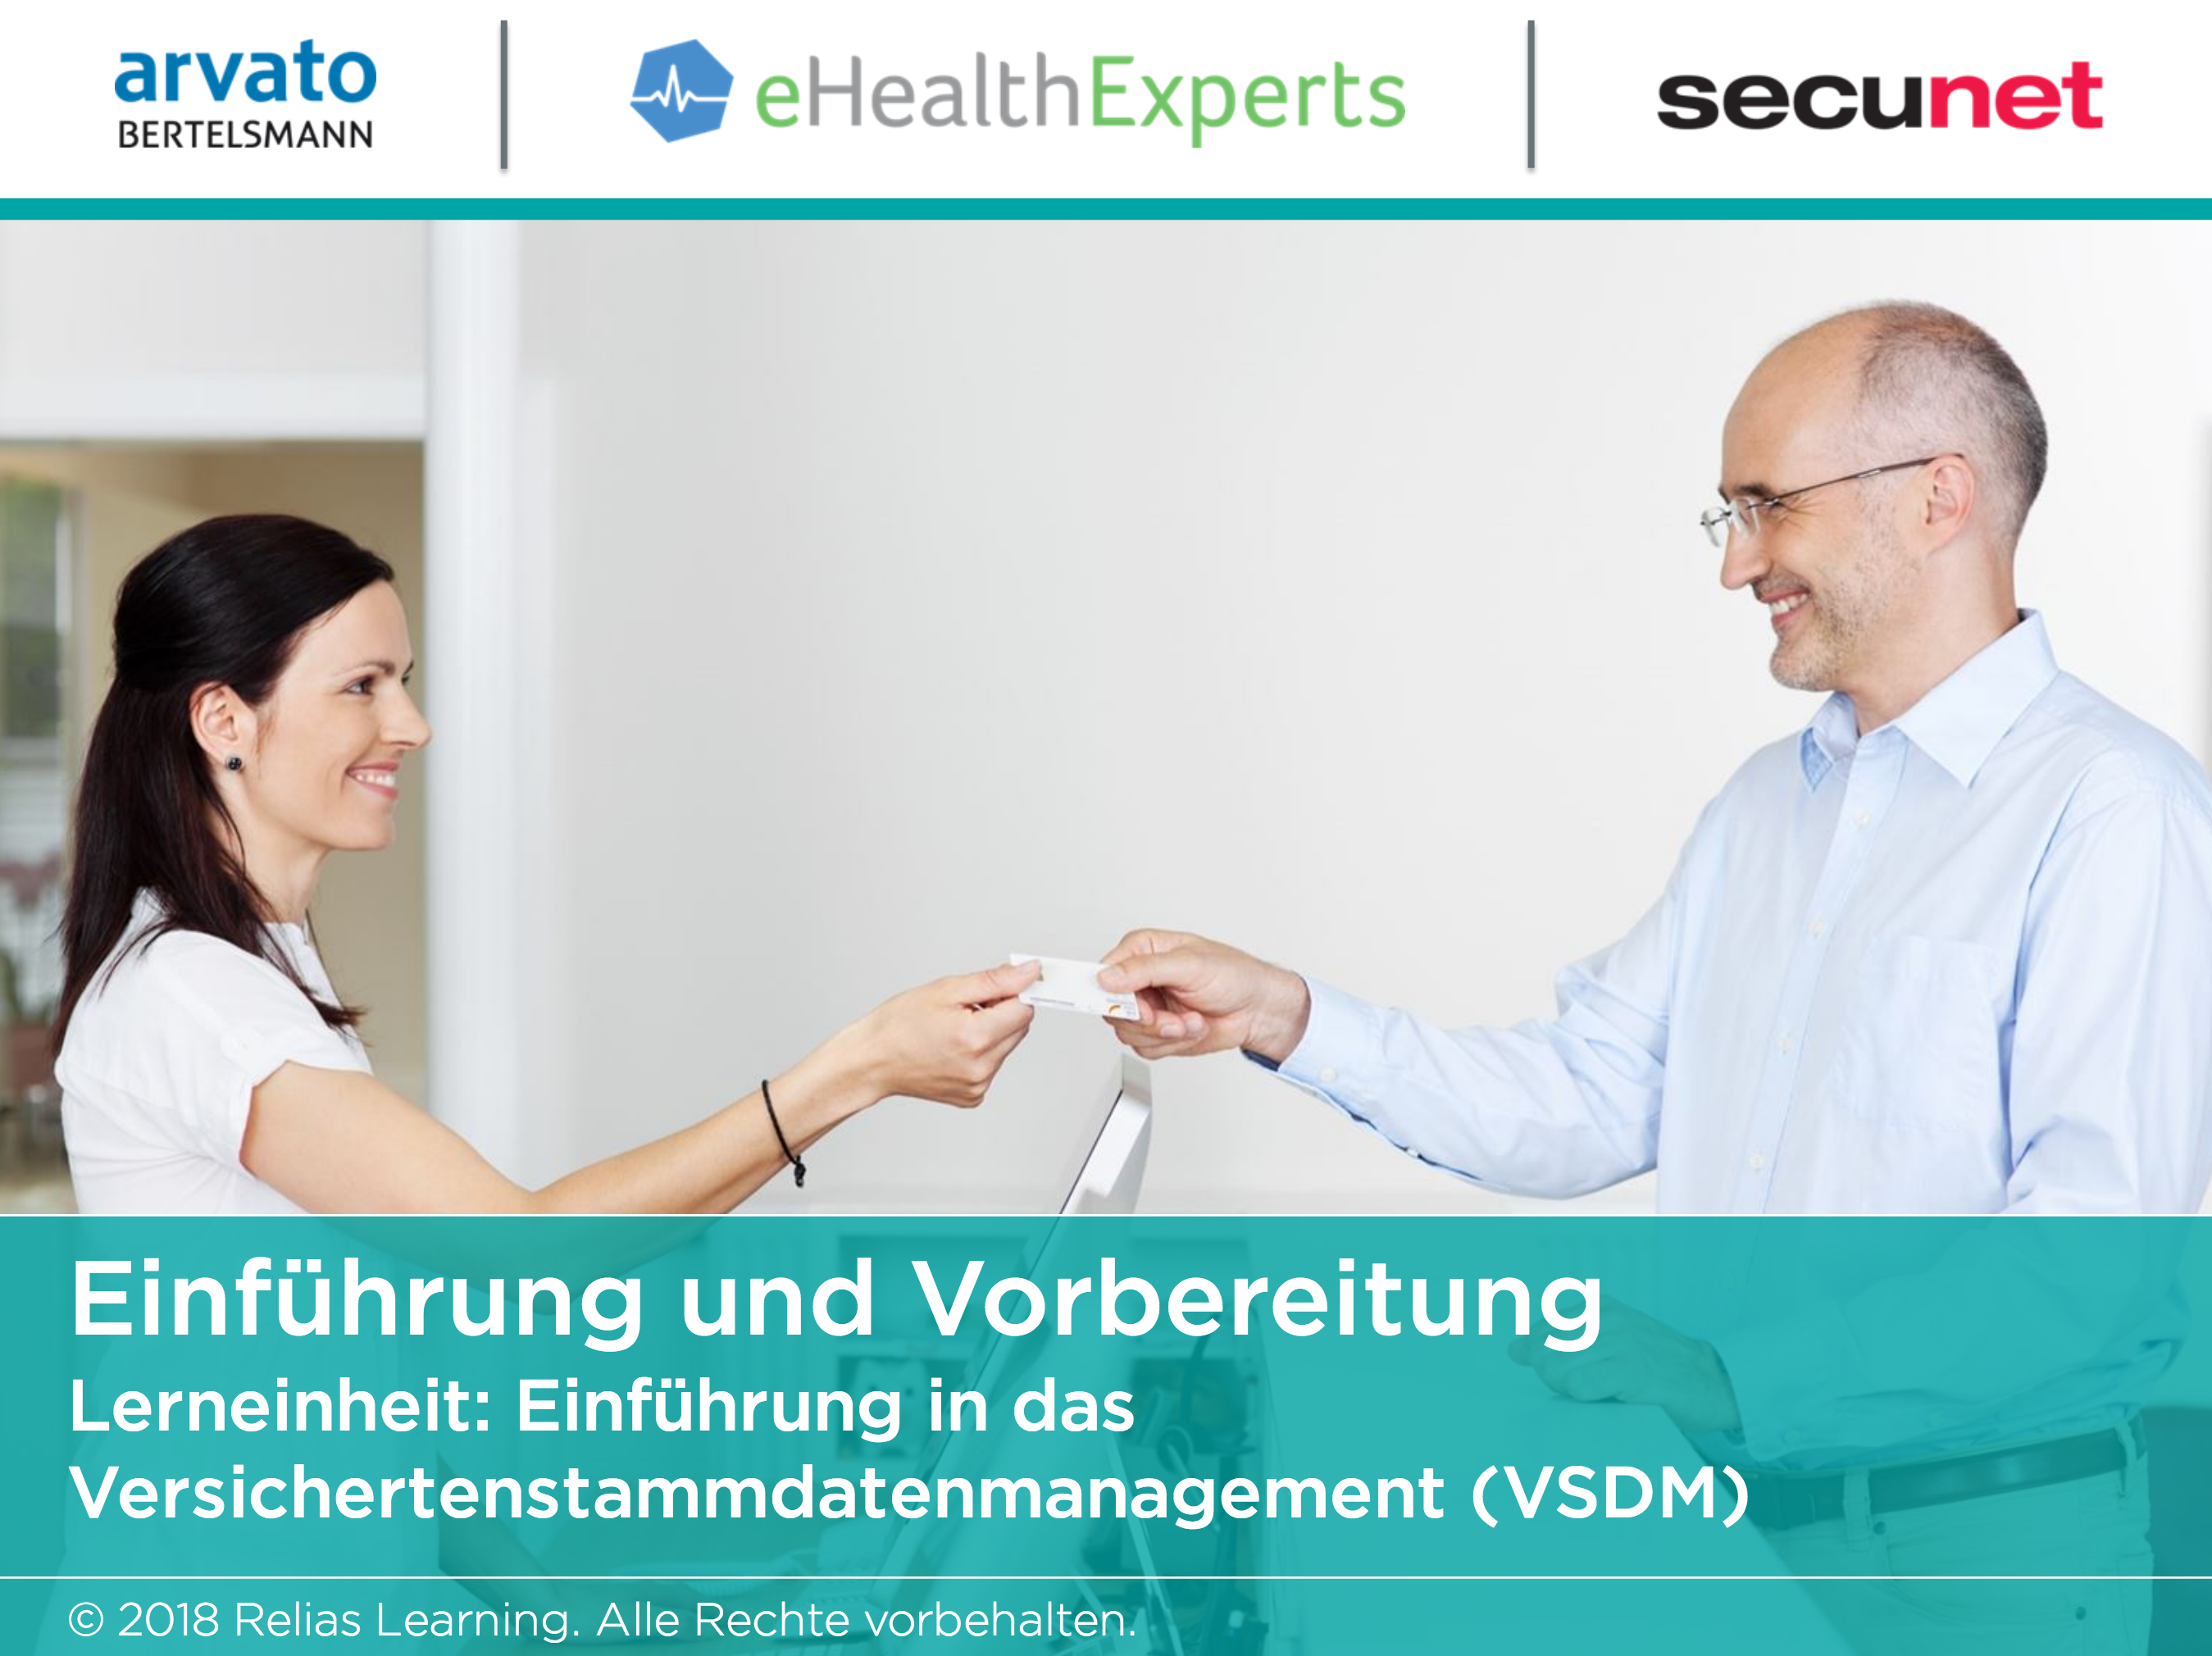 arvato
BERTELSMANN
eHealthExperts
secunet
Einführung und Vorbereitung
Lerneinheit: Einführung in das
Versichertenstammdatenmanagement (VSDM)
© 2018 Relias Learning. Alle Rechte vorbehalten.